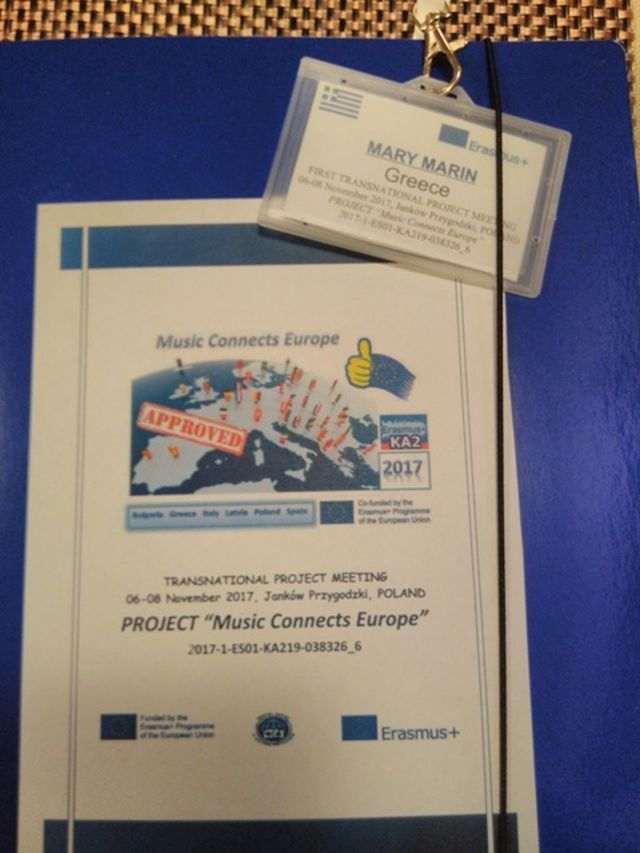 Erasmus+
MARY MARIN
Greece
FIRST TRANSNATIONAL PROJECT MEETING
06-08 November 2017, Janków Przygodzki, POLAND
PROJECT "Music Connects Europe"
2017-1-ES01-KA219-038326_6
Music Connects Europe
APPROVED
Erasmus+
KA2
2017
Bulgaria Greece Italy Latvia Poland Spain
Co-funded by the
Erasmus+ Programme
of the European Union
TRANSNATIONAL PROJECT MEETING
06-08 November 2017, Janków Przygodzki, POLAND
PROJECT "Music Connects Europe"
2017-1-ES01-KA219-038326_6
Funded by the
Erasmus+ Programme
of the European Union
Erasmus+